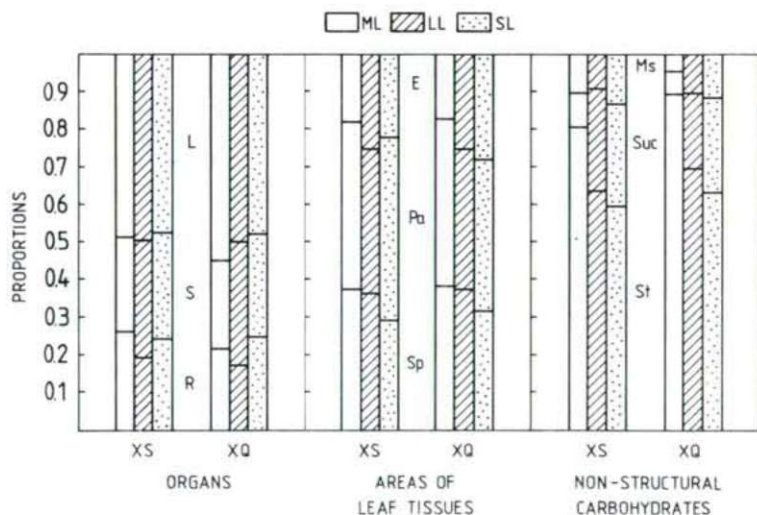 ML LL SL
PROPORTIONS
0.9
0.8
0.7
0.6
0.5
0.4
0.3
0.2
0.1
L
S
R
E
Pa
Sp
Ms
Suc
St
XS XQ XS XQ XS XQ
ORGANS
AREAS OF
LEAF TISSUES
NON-STRUCTURAL
CARBOHYDRATES